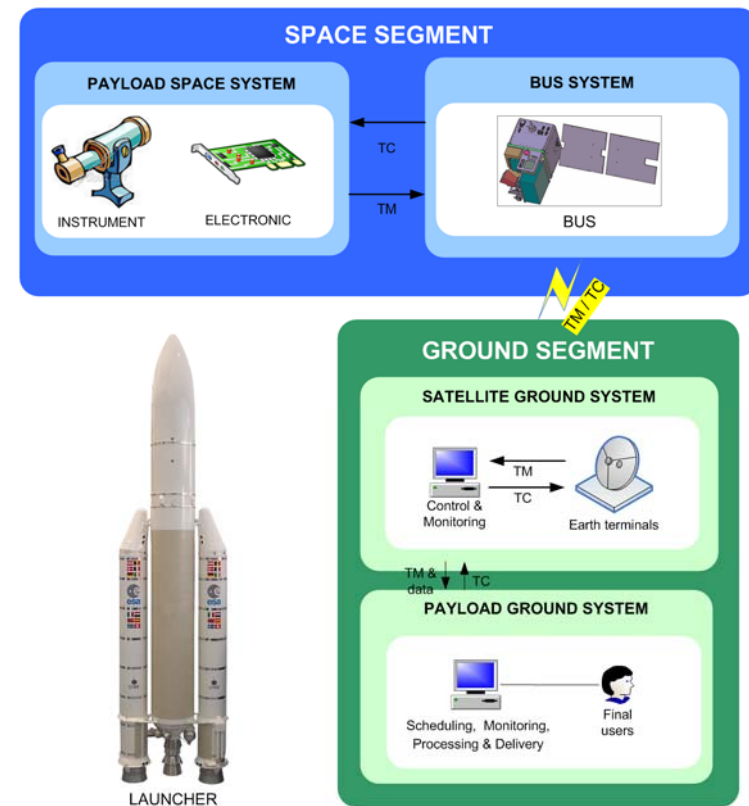 SPACE SEGMENT
PAYLOAD SPACE SYSTEM
INSTRUMENT
ELECTRONIC
TC
TM
BUS SYSTEM
BUS
TM / TC
GROUND SEGMENT
SATELLITE GROUND SYSTEM
Control &
Monitoring
TM
TC
Earth terminals
TM &
data
TC
PAYLOAD GROUND SYSTEM
Scheduling, Monitoring,
Processing & Delivery
Final
users
esa
esa
LAUNCHER